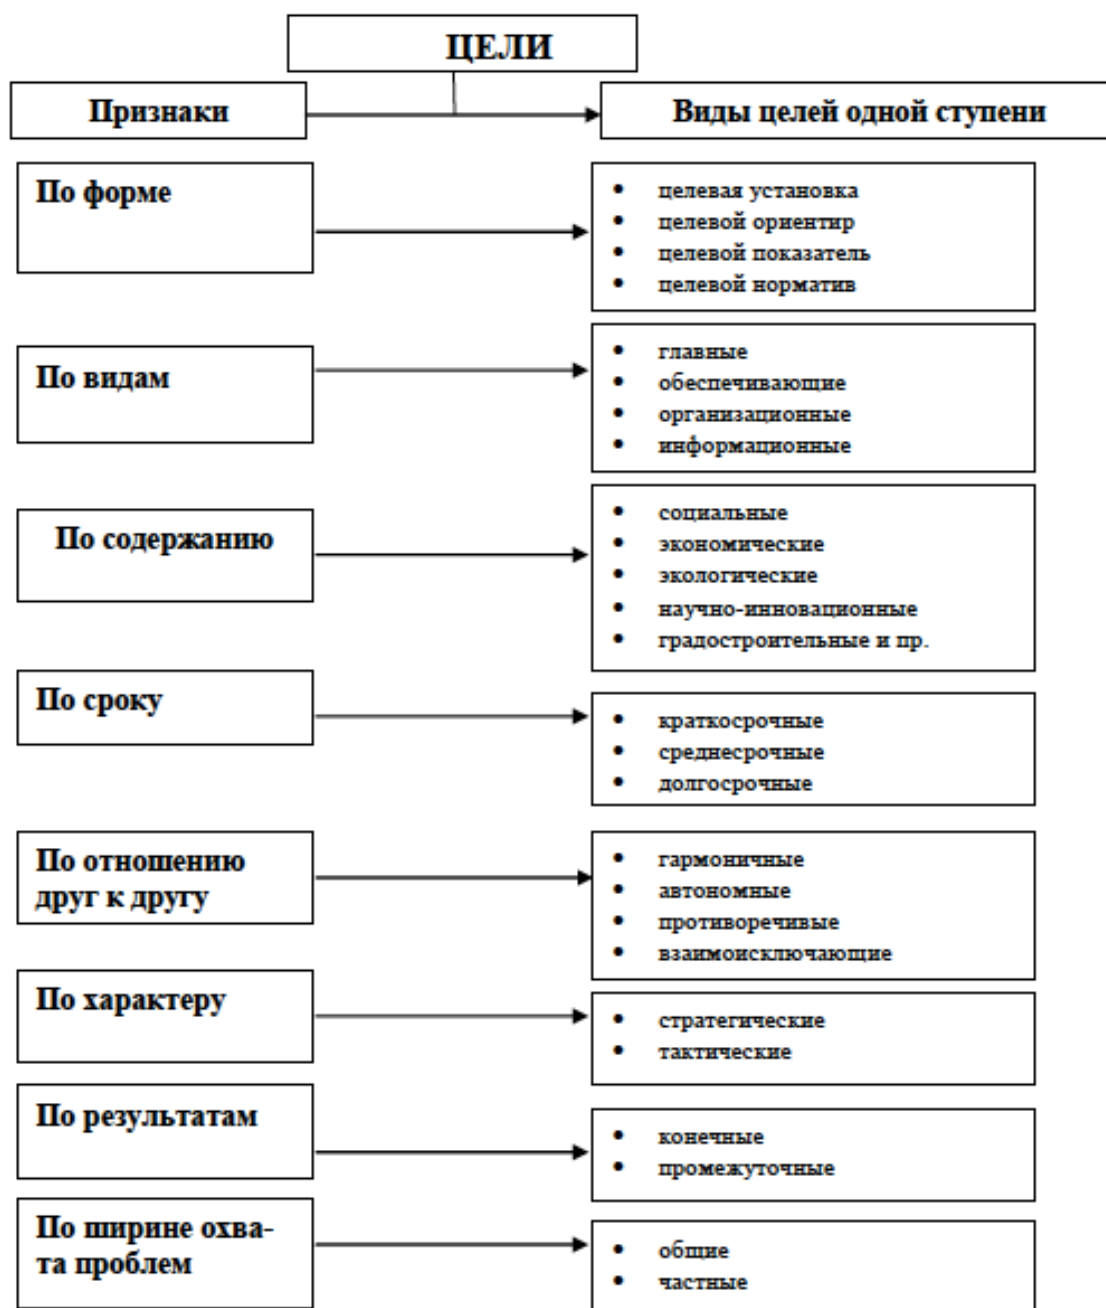 ЦЕЛИ
Признаки
Виды целей одной ступени
По форме
• целевая установка
• целевой ориентир
• целевой показатель
• целевой норматив
По видам
• главные
• обеспечивающие
• организационные
• информационные
По содержанию
• социальные
• экономические
• экологические
• научно-инновационные
• градостроительные и пр.
По сроку
• краткосрочные
• среднесрочные
• долгосрочные
По отношению
друг к другу
• гармоничные
• автономные
• противоречивые
• взаимоисключающие
По характеру
• стратегические
• тактические
По результатам
• конечные
• промежуточные
По ширине охва-
та проблем
• общие
• частные